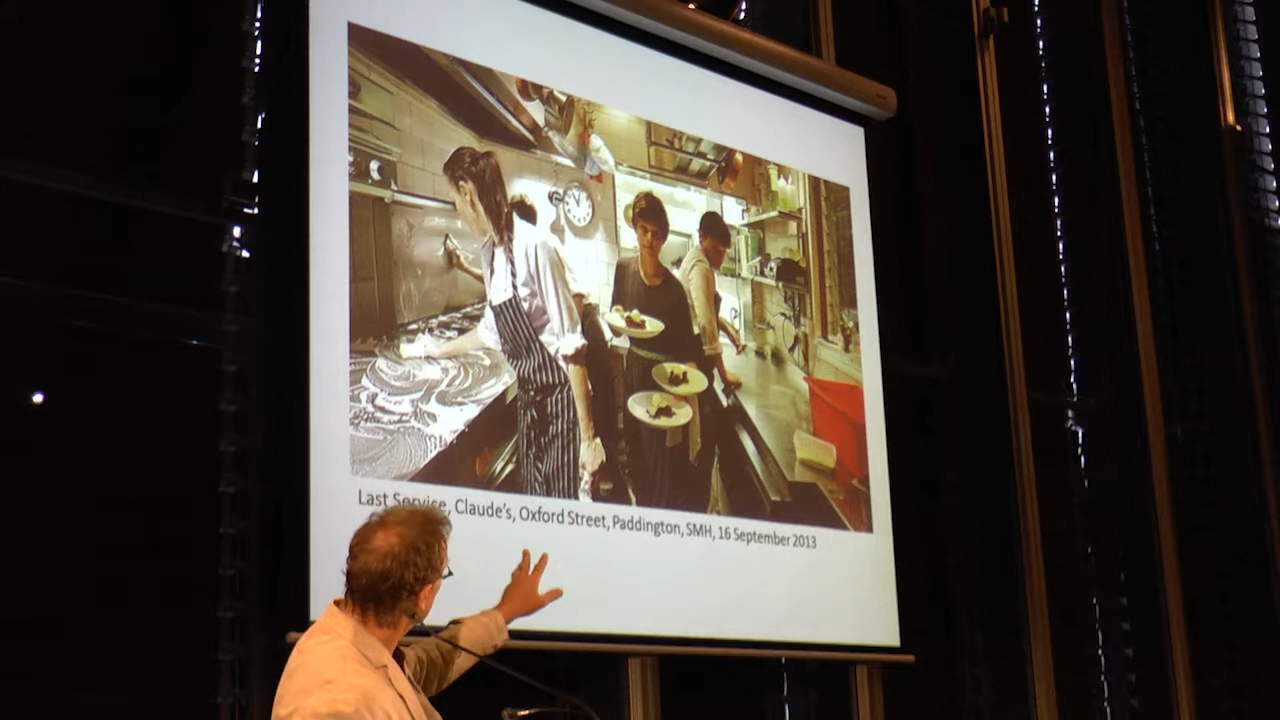 Last Service, Claude's, Oxford Street, Paddington, SMH, 16 September 2013